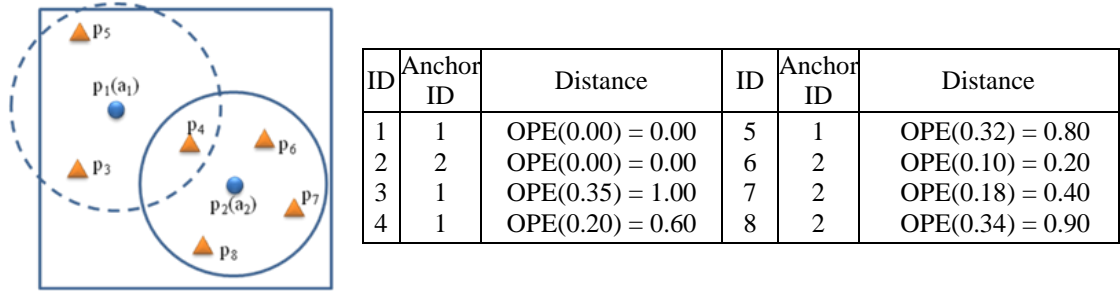 p5
p1(a1)
p4
p6
p3
p2(a2)
p7
p8
ID Anchor ID Distance ID Anchor ID Distance
1 1 OPE(0.00) = 0.00 5 1 OPE(0.32) = 0.80
2 2 OPE(0.00) = 0.00 6 2 OPE(0.10) = 0.20
3 1 OPE(0.35) = 1.00 7 2 OPE(0.18) = 0.40
4 1 OPE(0.20) = 0.60 8 2 OPE(0.34) = 0.90